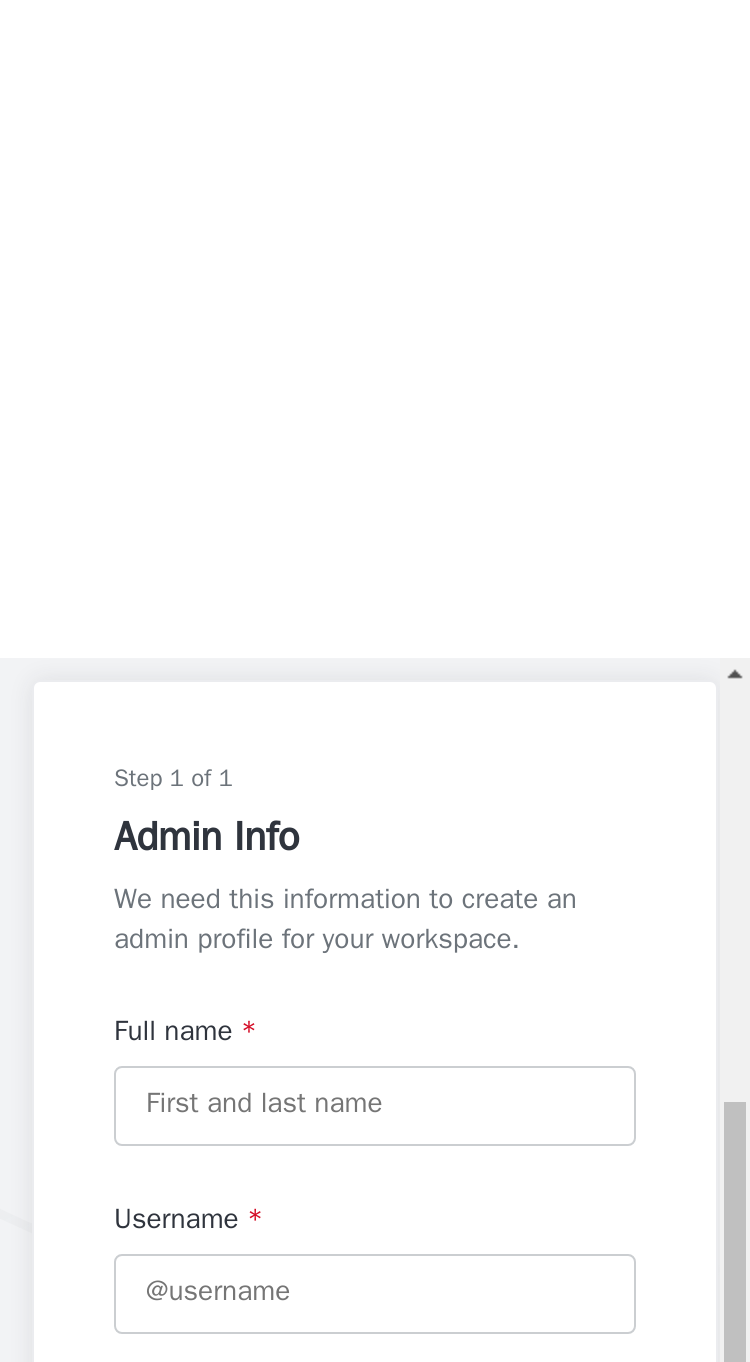 Step 1 of 1
Admin Info
We need this information to create an
admin profile for your workspace.
Full name *
First and last name
Username *
@username